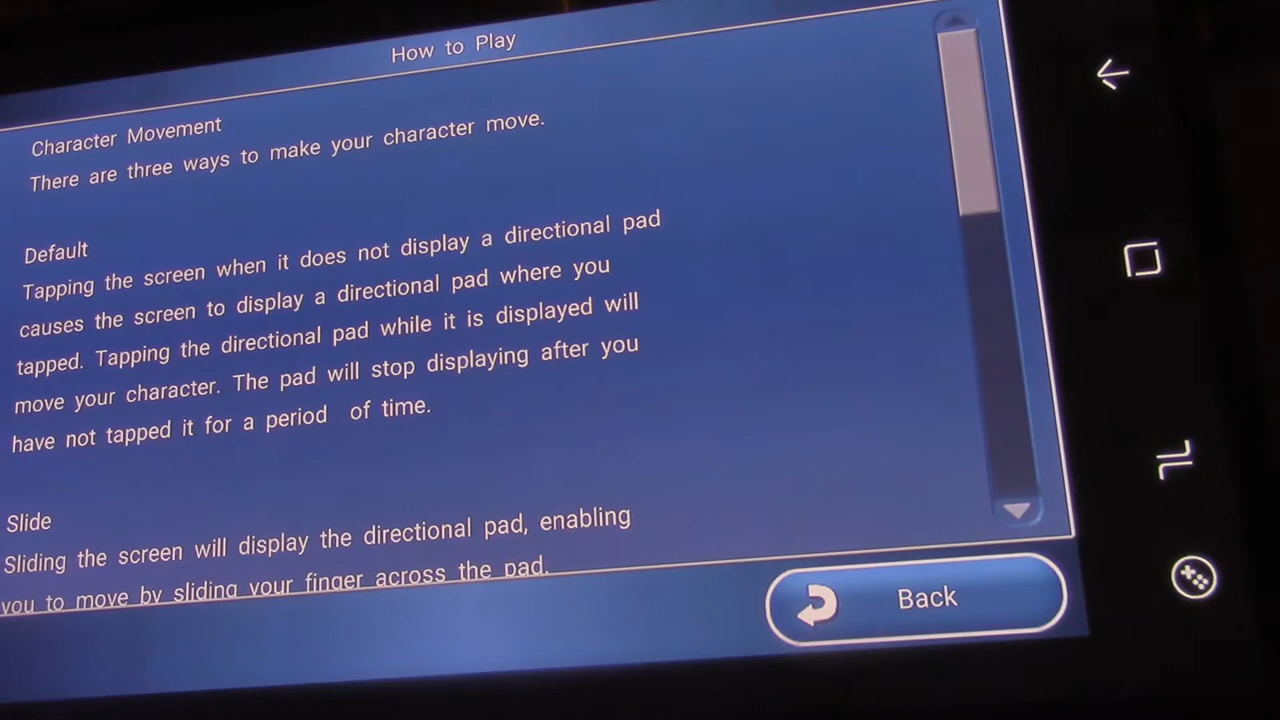 How to Play
Character Movement
There are three ways to make your character move.
Default
Tapping the screen when it does not display a directional pad
causes the screen to display a directional pad where you
tapped. Tapping the directional pad while it is displayed will
move your character. The pad will stop displaying after you
have not tapped it for a period of time.
Slide
Sliding the screen will display the directional pad, enabling
you to move by sliding your finger across the pad.
Back